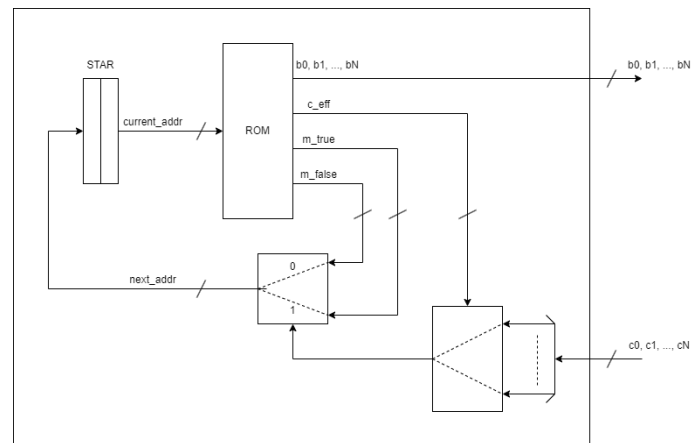 STAR
b0, b1, ..., bN
b0, b1, ..., bN
c_eff
current_addr
ROM
m_true
m_false
0
next_addr
1
c0, c1, ..., cN